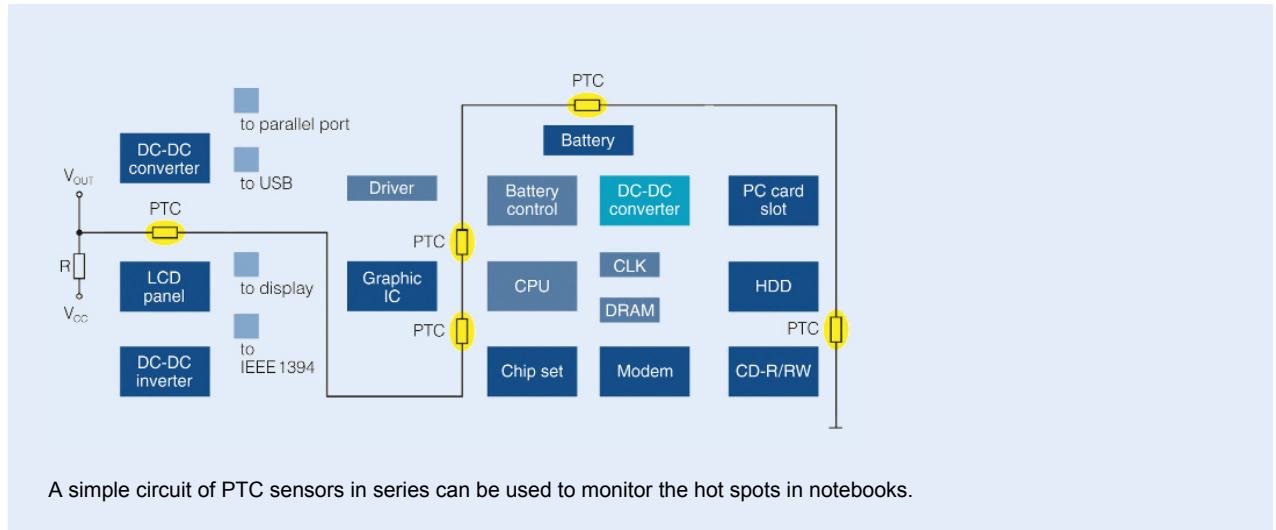 PTC
to parallel port
DC-DC
converter
Battery
V_OUT
to USB
Driver
Battery
control
DC-DC
converter
PC card
slot
PTC
PTC
R
LCD
panel
to display
Graphic
IC
CPU
CLK
HDD
DRAM
V_CC
PTC
PTC
to
IEEE 1394
DC-DC
inverter
Chip set
Modem
CD-R/RW
A simple circuit of PTC sensors in series can be used to monitor the hot spots in notebooks.